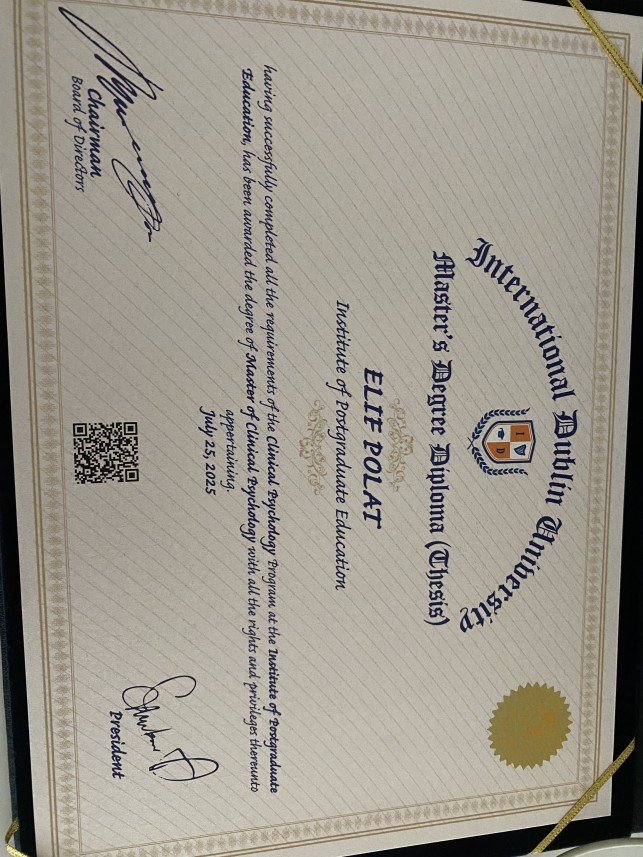 International Dublin University
I
D
Master's Degree Diploma (Thesis)
ELIF POLAT
Institute of Postgraduate Education
having successfully completed all the requirements of the Clinical Psychology Program at the Institute of Postgraduate
Education, has been awarded the degree of Master of Clinical Psychology with all the rights and privileges thereunto
appertaining.
July 25, 2025
Chairman
Board of Directors
President